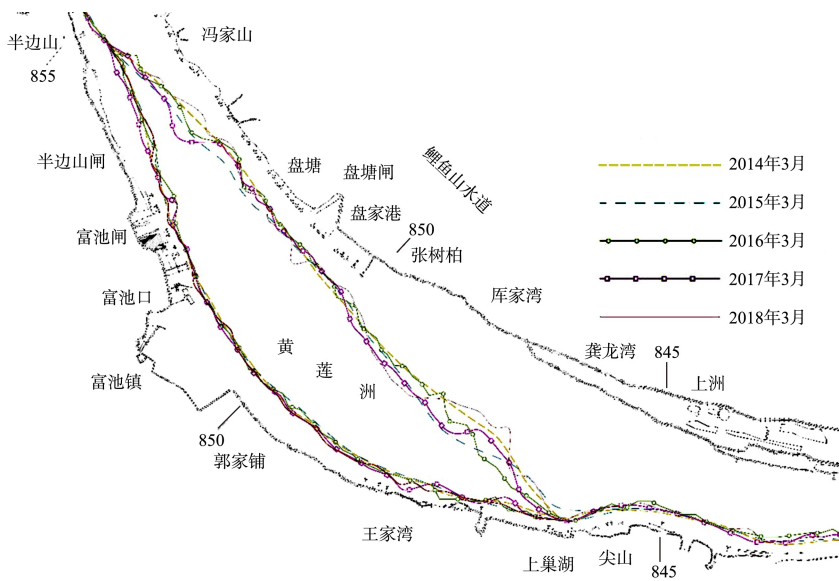 冯家山
半边山
855
鲤鱼山水道
盘塘
盘塘闸
半边山闸
2014年3月
2015年3月
盘家港
850
富池闸
张树柏
2016年3月
2017年3月
富池口
厍家湾
2018年3月
黄莲洲
龚龙湾
845
富池镇
上洲
850
郭家铺
王家湾
上巢湖
尖山
845